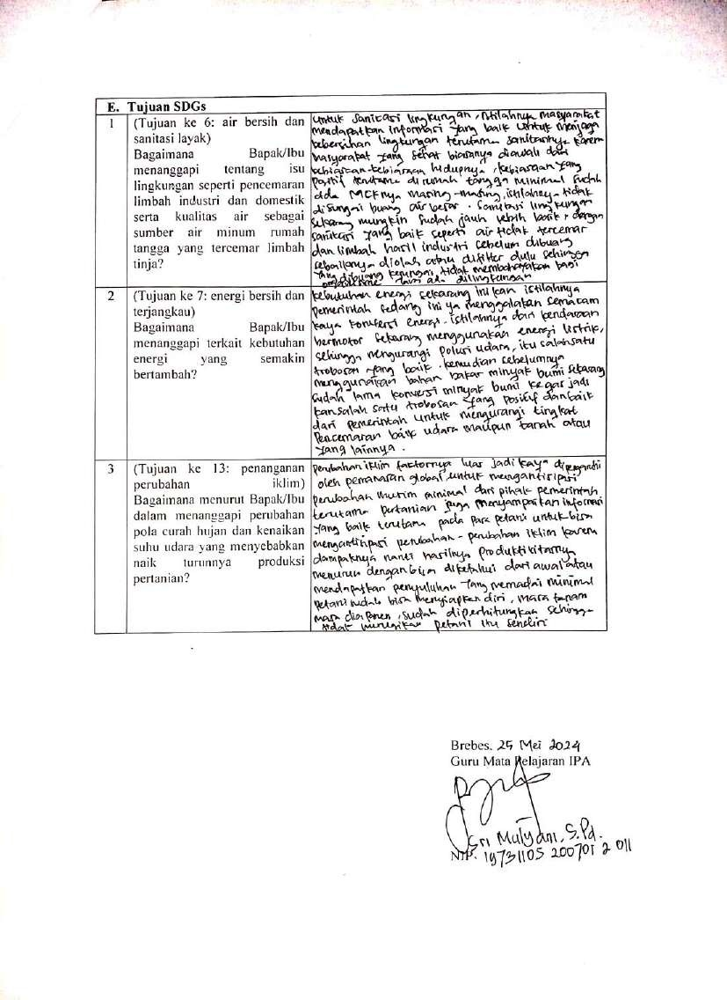 E. Tujuan SDGs
1
(Tujuan ke 6: air bersih dan
sanitasi layak)
Bagaimana Bapak/Ibu
menanggapi tentang isu
lingkungan seperti pencemaran
limbah industri dan domestik
serta kualitas air sebagai
sumber air minum rumah
tangga yang tercemar limbah
tinja?
Untuk Sanitasi lingkungan, istilahnya masyarakat
mendapatkan informasi yang baik untuk menjaga
kebersihan lingkungan terutama sanitasinya karena
masyarakat yang sehat biasanya diawali dari
kebiasaan-kebiasaan hidupnya, kebiasaan yang
positif terutama di rumah tangga minimal sudah
ada MCKnya masing-masing, istilahnya tidak
disungai buang air besar. Sanitasi lingkungan
sekarang mungkin sudah jauh lebih baik, dengan
sanitasi yang baik seperti air tidak tercemar
dan limbah hasil industri sebelum dibuang
sebaiknya diolah atau difilter dulu sehingga
yang dibuang kesungai tidak membahayakan bagi
organisme di lingkungan
2
(Tujuan ke 7: energi bersih dan
terjangkau)
Bagaimana Bapak/Ibu
menanggapi terkait kebutuhan
energi yang semakin
bertambah?
kebutuhan energi sekarang ini kan istilahnya
pemerintah sedang ini ya menggalakan semacam
kaya konversi energi. istilahnya dari kendaraan
bermotor sekarang menggunakan energi listrik,
sehingga mengurangi polusi udara, itu salahsatu
trobosan yang baik. kemudian sebelumnya
menggunakan bahan bakar minyak bumi sekarang
sudah lama konversi minyak bumi ke gas jadi
kan salah satu trobosan yang positif dan baik
dari pemerintah untuk mengurangi tingkat
Pencemaran baik udara maupun tanah atau
yang lainnya.
3
(Tujuan ke 13: penanganan
perubahan iklim)
Bagaimana menurut Bapak/Ibu
dalam menanggapi perubahan
pola curah hujan dan kenaikan
suhu udara yang menyebabkan
naik turunnya produksi
pertanian?
perubahan iklim faktornya luas jadi kaya dipengaruhi
oleh pemanasan global, untuk mengantisipasi
perubahan musim minimal dari pihak pemerintah
terutama pertanian juga menyampaikan informasi
yang baik terutama pada para petani untuk bisa
mengantisipasi perubahan-perubahan iklim karena
dampaknya nanti hasilnya produktivitasnya
menurun dengan bisa diketahui dari awal atau
mendapatkan penyuluhan yang memadai minimal
petani sudah bisa menyiapkan diri, masa tanam
masa dia panen, sudah diperhitungkan sehingga
tidak merugikan petani itu sendiri
Brebes, 25 Mei 2024
Guru Mata Pelajaran IPA
Sri Mulyani, S.Pd.
NIP. 19731105 200701 2 011